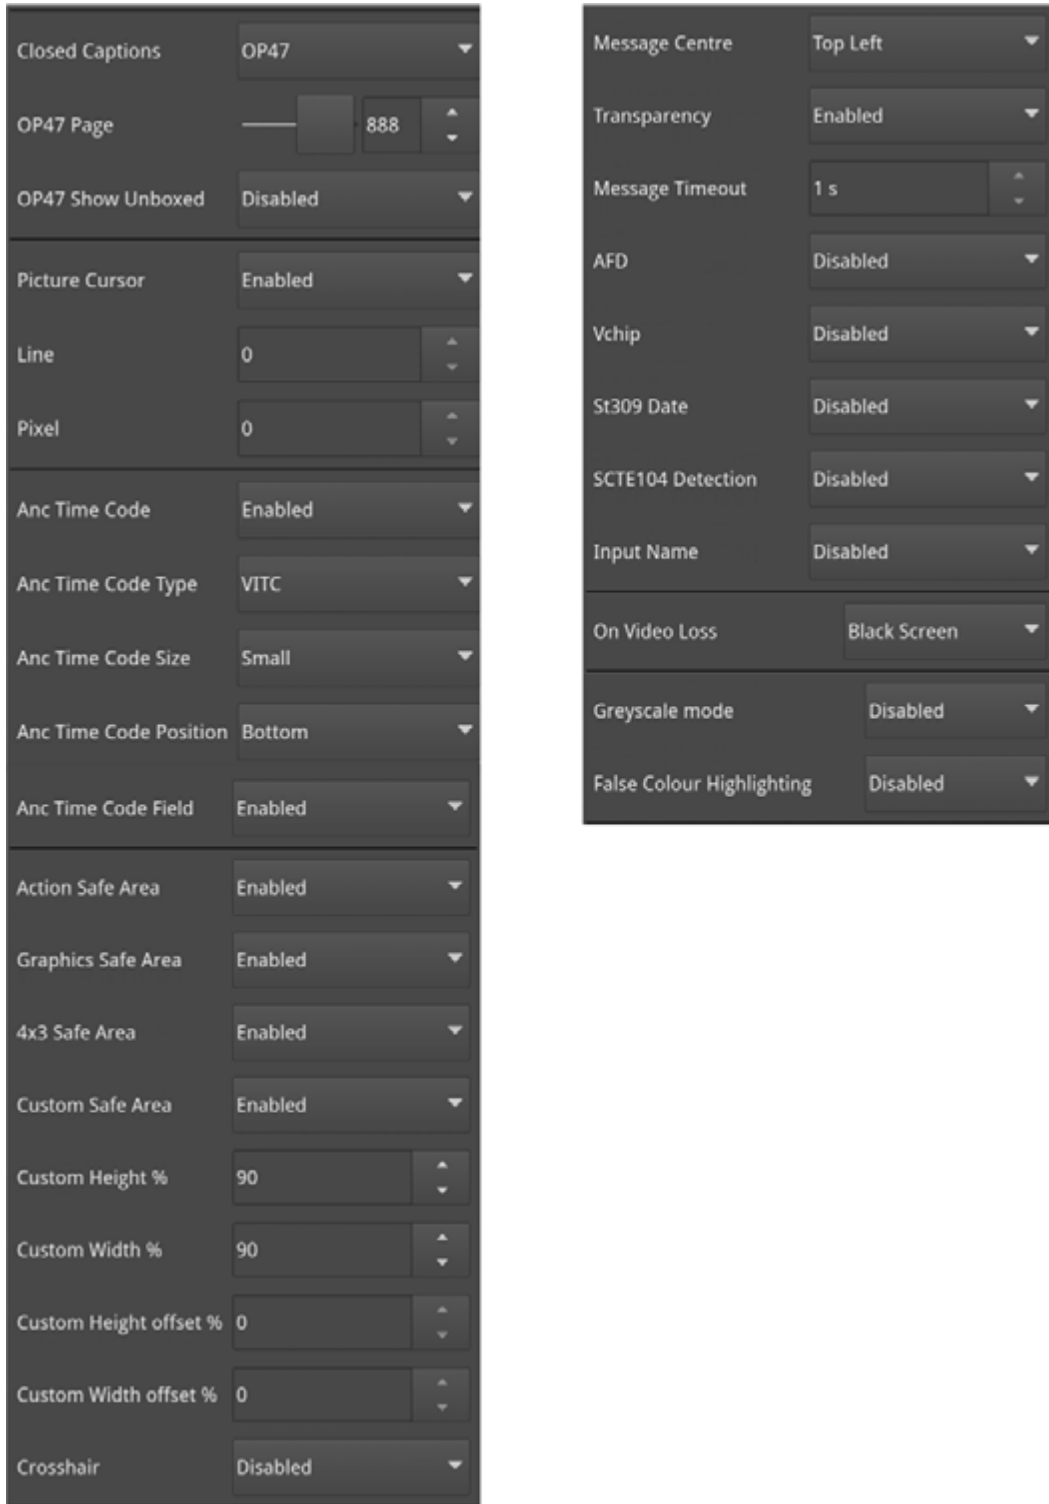 Closed Captions OP47
OP47 Page 888
OP47 Show Unboxed Disabled
Picture Cursor Enabled
Line 0
Pixel 0
Anc Time Code Enabled
Anc Time Code Type VITC
Anc Time Code Size Small
Anc Time Code Position Bottom
Anc Time Code Field Enabled
Action Safe Area Enabled
Graphics Safe Area Enabled
4x3 Safe Area Enabled
Custom Safe Area Enabled
Custom Height % 90
Custom Width % 90
Custom Height offset % 0
Custom Width offset % 0
Crosshair Disabled
Message Centre Top Left
Transparency Enabled
Message Timeout 1 s
AFD Disabled
Vchip Disabled
St309 Date Disabled
SCTE104 Detection Disabled
Input Name Disabled
On Video Loss Black Screen
Greyscale mode Disabled
False Colour Highlighting Disabled